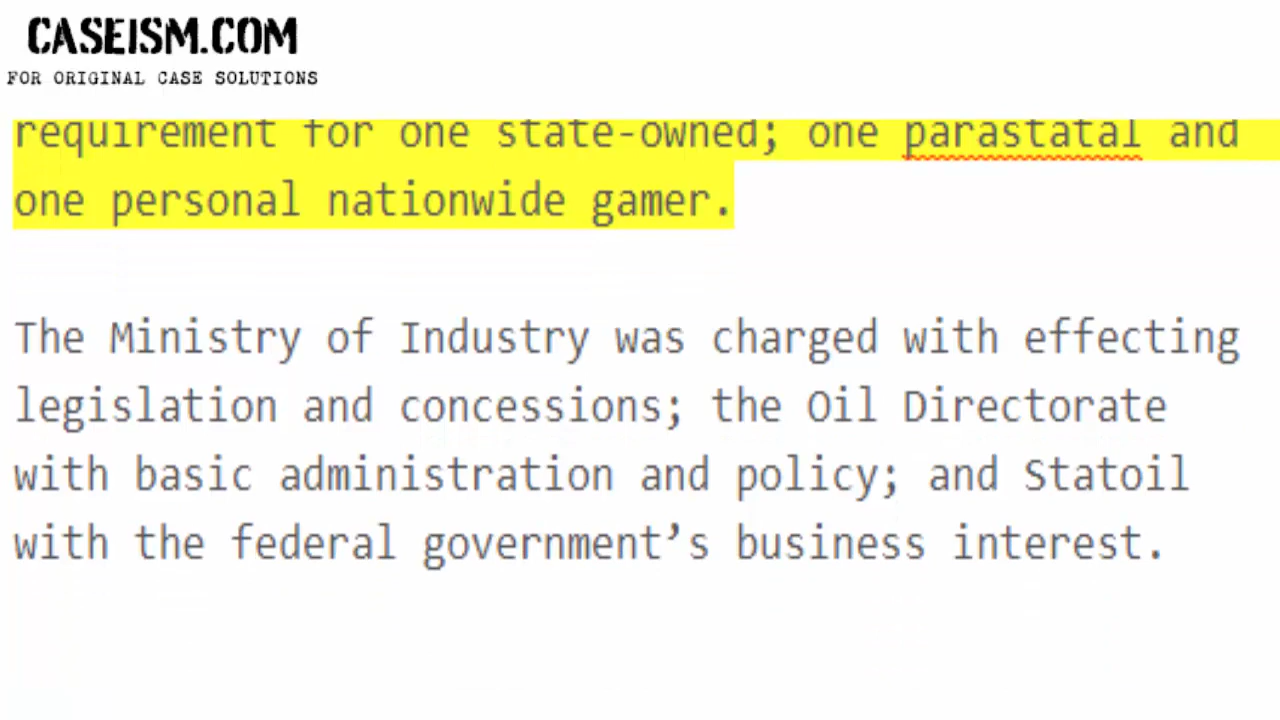 CASEISM.COM
FOR ORIGINAL CASE SOLUTIONS
requirement for one state-owned; one parastatal and
one personal nationwide gamer.
The Ministry of Industry was charged with effecting
legislation and concessions; the Oil Directorate
with basic administration and policy; and Statoil
with the federal government’s business interest.